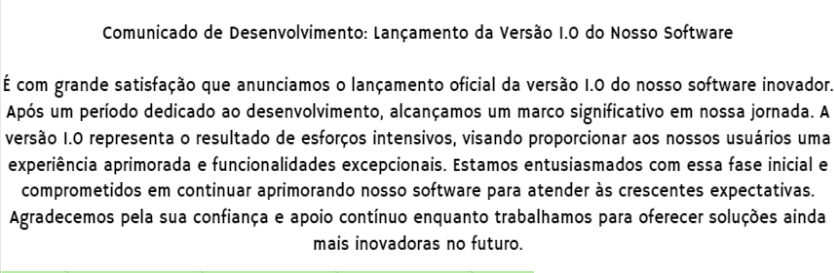 Comunicado de Desenvolvimento: Lançamento da Versão 1.0 do Nosso Software
É com grande satisfação que anunciamos o lançamento oficial da versão 1.0 do nosso software inovador.
Após um período dedicado ao desenvolvimento, alcançamos um marco significativo em nossa jornada. A
versão 1.0 representa o resultado de esforços intensivos, visando proporcionar aos nossos usuários uma
experiência aprimorada e funcionalidades excepcionais. Estamos entusiasmados com essa fase inicial e
comprometidos em continuar aprimorando nosso software para atender às crescentes expectativas.
Agradecemos pela sua confiança e apoio contínuo enquanto trabalhamos para oferecer soluções ainda
mais inovadoras no futuro.